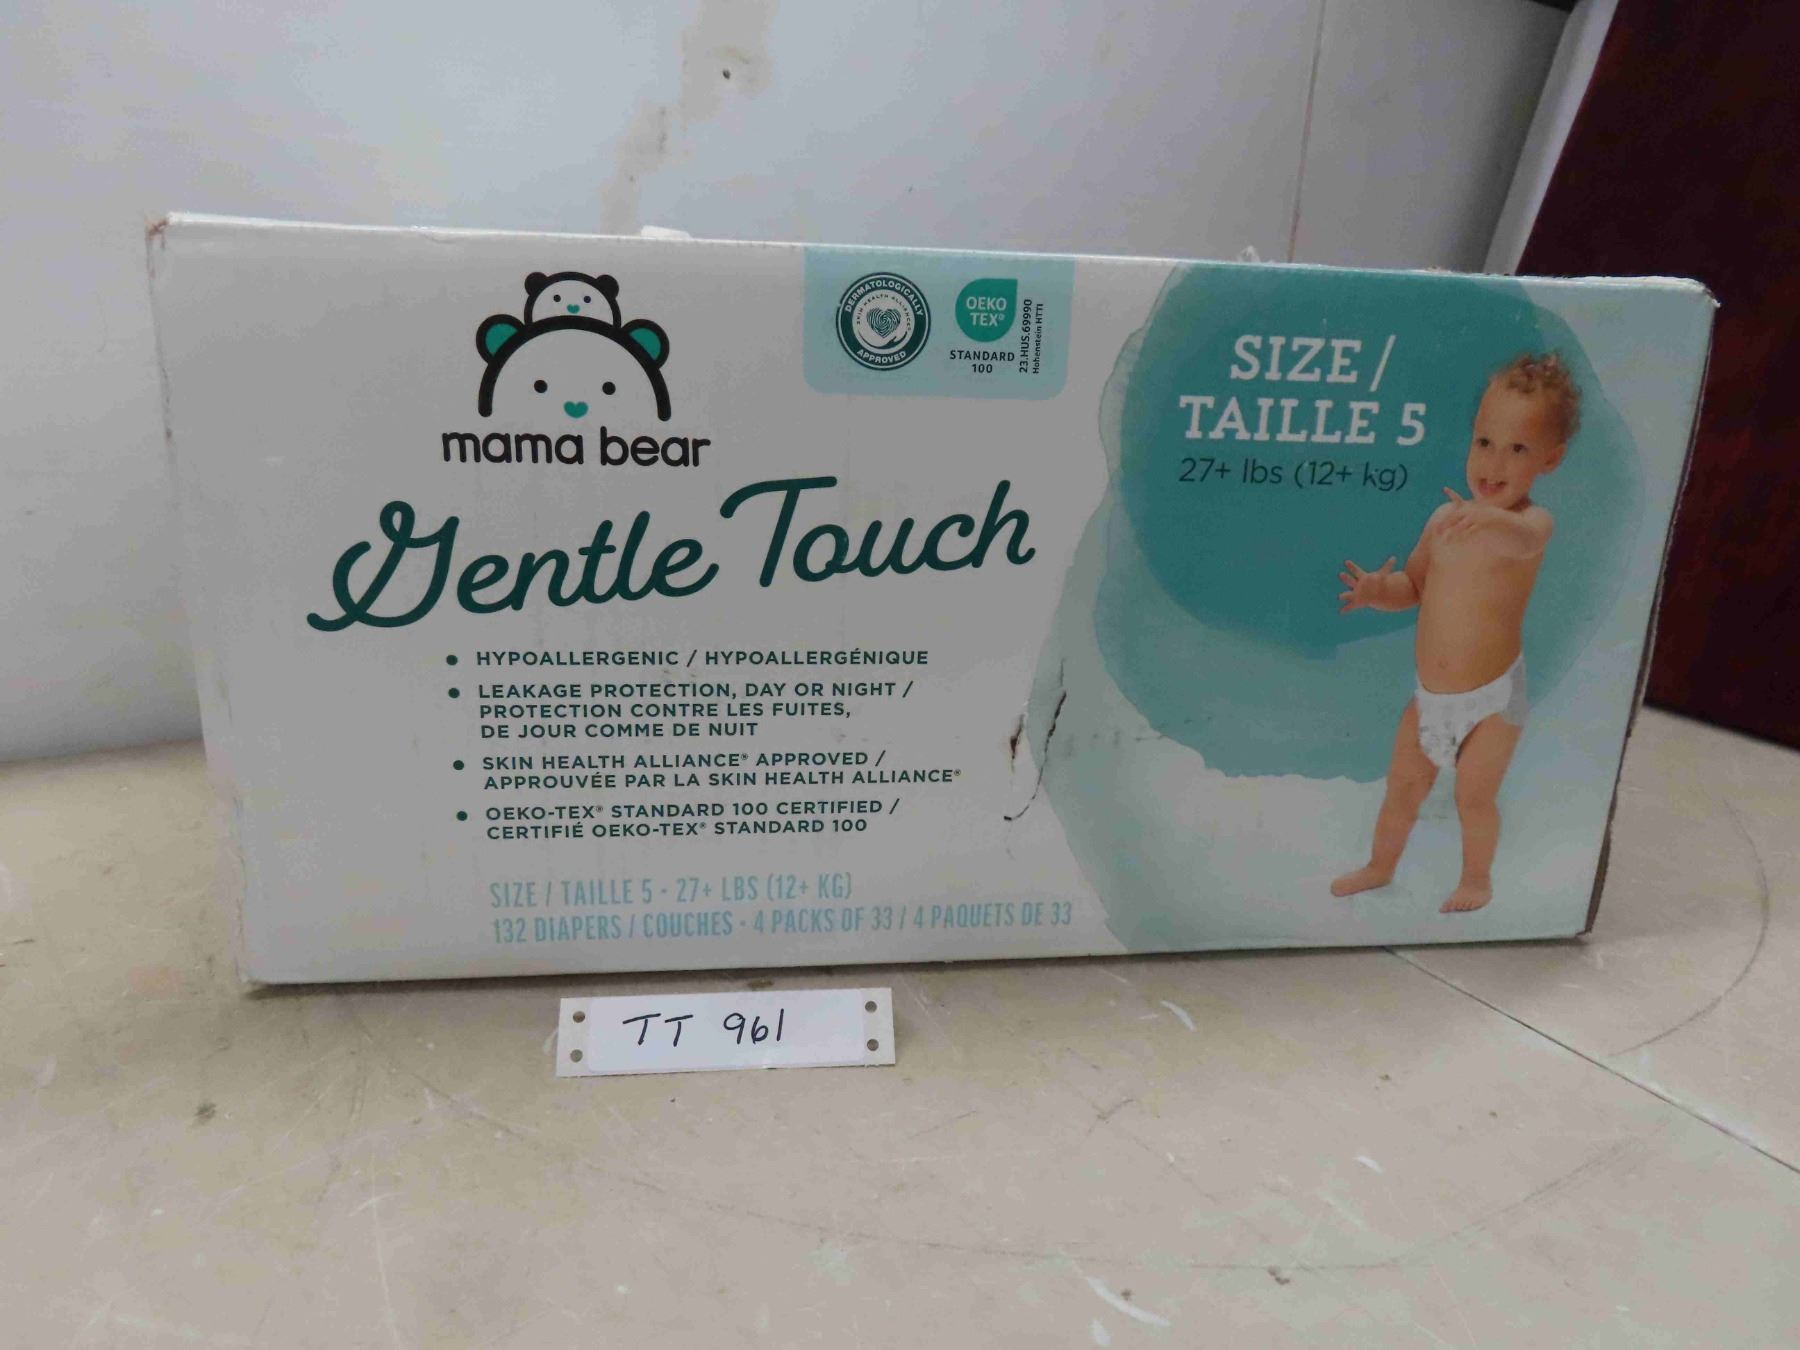 mama bear
Gentle Touch
DERMATOLOGICALLY
SKIN HEALTH ALLIANCE
APPROVED
OEKO
TEX®
STANDARD
100
23.HUS.69990
Hohenstein HTTI
SIZE /
TAILLE 5
27+ lbs (12+ kg)
• HYPOALLERGENIC / HYPOALLERGÉNIQUE
• LEAKAGE PROTECTION, DAY OR NIGHT /
PROTECTION CONTRE LES FUITES,
DE JOUR COMME DE NUIT
• SKIN HEALTH ALLIANCE® APPROVED /
APPROUVÉE PAR LA SKIN HEALTH ALLIANCE®
• OEKO-TEX® STANDARD 100 CERTIFIED /
CERTIFIÉ OEKO-TEX® STANDARD 100
SIZE / TAILLE 5 - 27+ LBS (12+ KG)
132 DIAPERS / COUCHES - 4 PACKS OF 33 / 4 PAQUETS DE 33
TT 961